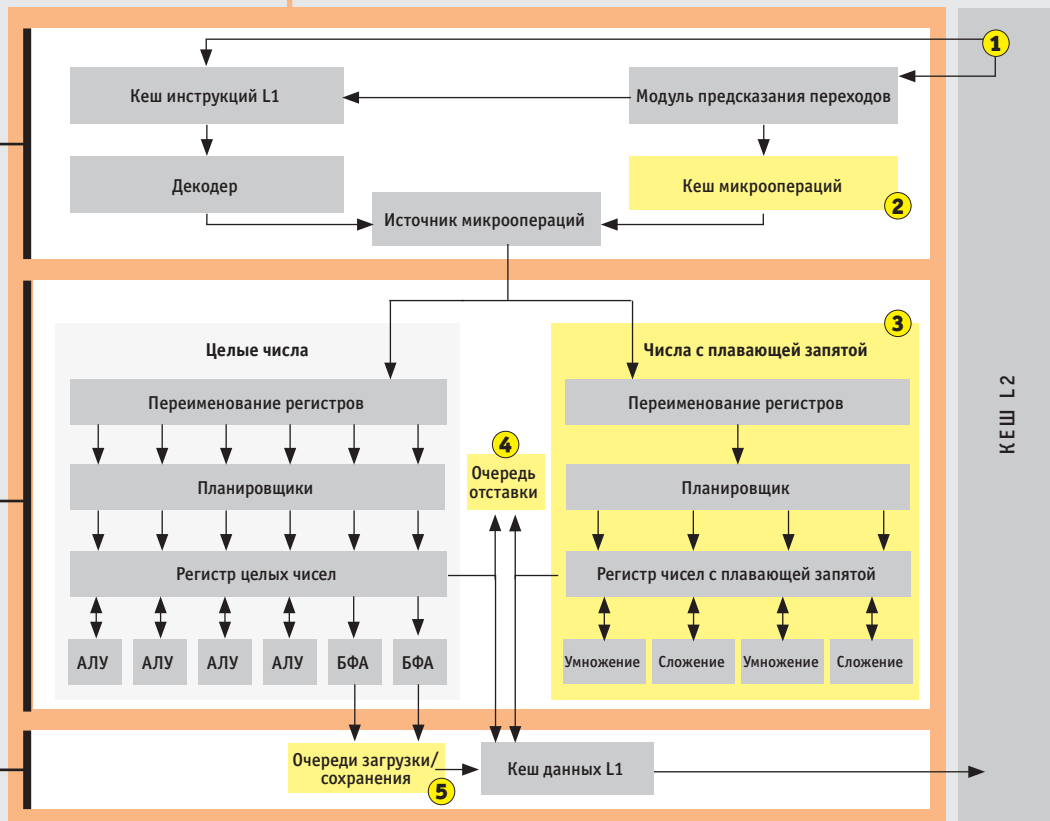 1
Кеш инструкций L1
Модуль предсказания переходов
Декодер
Кеш микроопераций
2
Источник микроопераций
3
Целые числа
Числа с плавающей запятой
Переименование регистров
Переименование регистров
4
Очередь
отставки
Планировщики
Планировщик
Регистр целых чисел
Регистр чисел с плавающей запятой
АЛУ
АЛУ
АЛУ
АЛУ
БФА
БФА
Умножение
Сложение
Умножение
Сложение
Очереди загрузки/
сохранения
5
Кеш данных L1
КЕШ L2